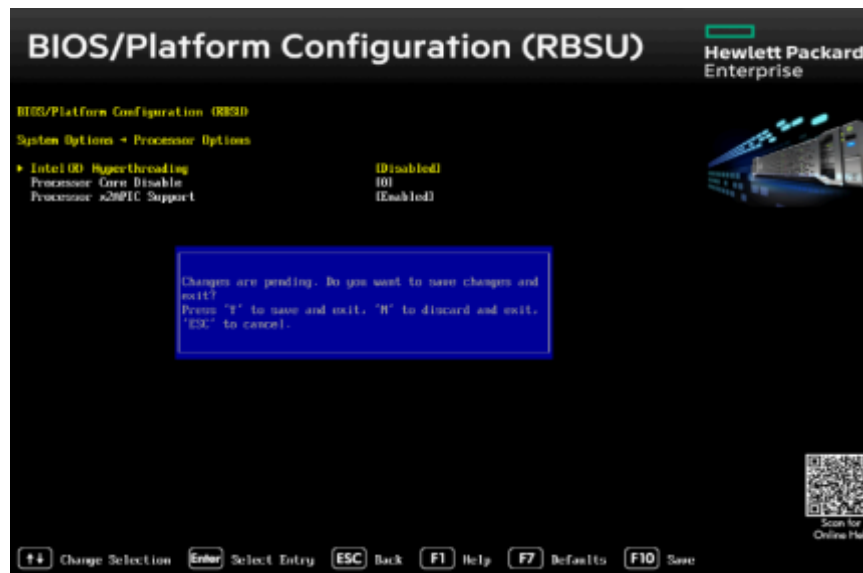 BIOS/Platform Configuration (RBSU)
Hewlett Packard
Enterprise
BIOS/Platform Configuration (RBSU)
System Options → Processor Options
Intel(R) Hyperthreading [Disabled]
Processor Core Disable [0]
Processor x2APIC Support [Enabled]
Changes are pending. Do you want to save changes and
exit?
Press 'Y' to save and exit, 'N' to discard and exit,
'ESC' to cancel.
Scan for
Online He
↑↓ Change Selection Enter Select Entry ESC Back F1 Help F7 Defaults F10 Save